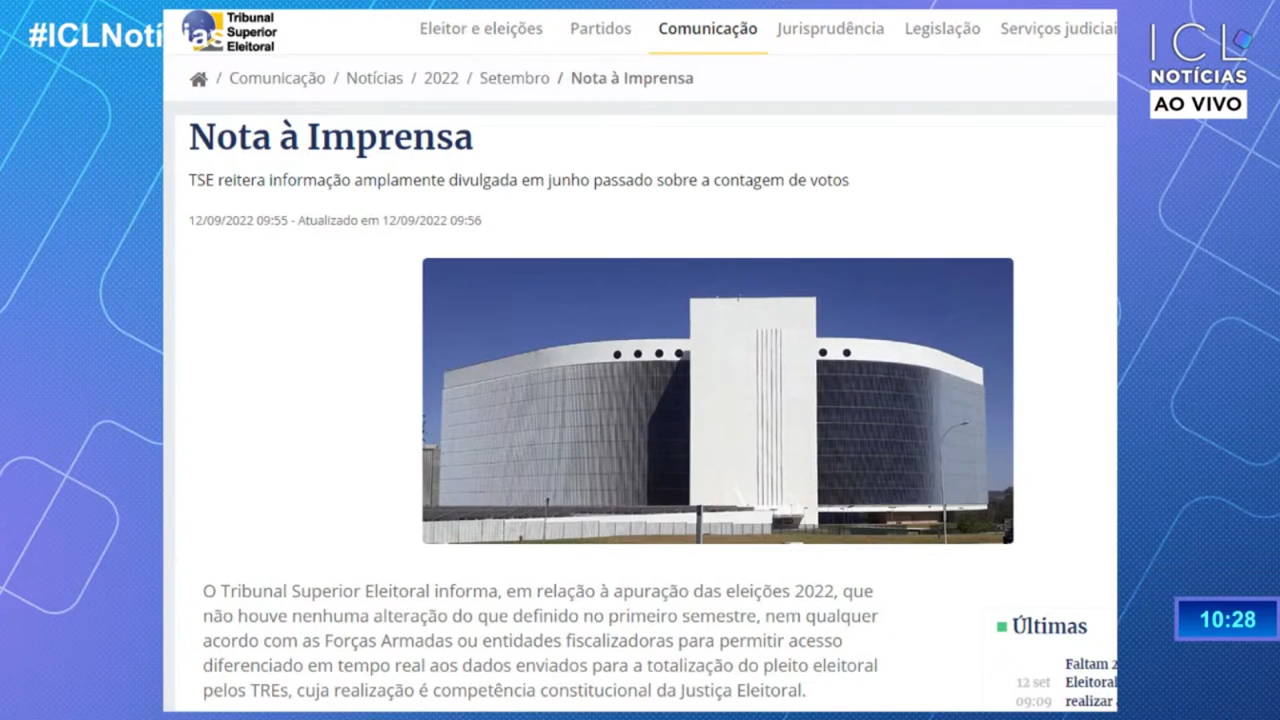 #ICLNotícias
Tribunal
Superior
Eleitoral
Eleitor e eleições Partidos Comunicação Jurisprudência Legislação Serviços judiciai
ICL
NOTÍCIAS
AO VIVO
/ Comunicação / Notícias / 2022 / Setembro / Nota à Imprensa
Nota à Imprensa
TSE reitera informação amplamente divulgada em junho passado sobre a contagem de votos
12/09/2022 09:55 - Atualizado em 12/09/2022 09:56
O Tribunal Superior Eleitoral informa, em relação à apuração das eleições 2022, que
não houve nenhuma alteração do que definido no primeiro semestre, nem qualquer
acordo com as Forças Armadas ou entidades fiscalizadoras para permitir acesso
diferenciado em tempo real aos dados enviados para a totalização do pleito eleitoral
pelos TREs, cuja realização é competência constitucional da Justiça Eleitoral.
Últimas
12 set
09:09
Faltam 2
Eleitoral
realizar
10:28